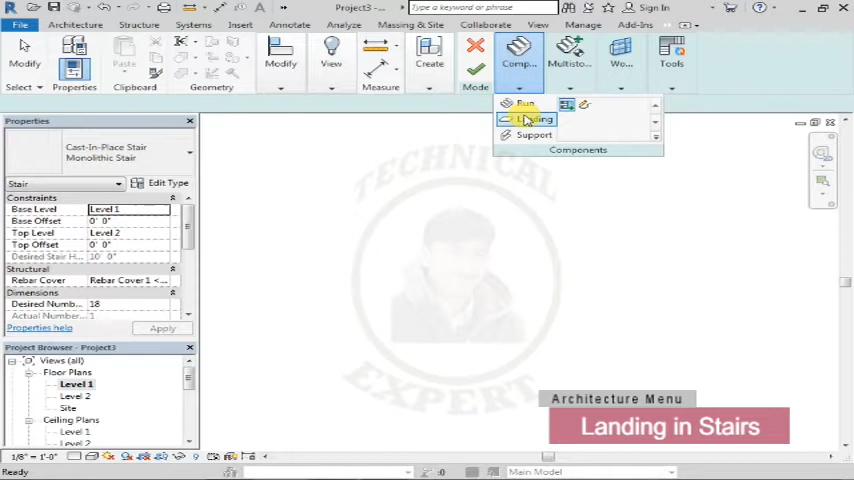 Project3 -
Type a keyword or phrase
Sign In
File Architecture Structure Systems Insert Annotate Analyze Massing & Site Collaborate View Manage Add-Ins
Modify Properties Paste Modify View Create Comp... Multisto... Wo... Tools
Select Properties Clipboard Geometry Measure Mode
Run
Landing
Support
Components
Properties
Cast-In-Place Stair
Monolithic Stair
Stair Edit Type
Constraints
Base Level Level 1
Base Offset 0' 0"
Top Level Level 2
Top Offset 0' 0"
Desired Stair H... 10' 0"
Structural
Rebar Cover Rebar Cover 1 <...
Dimensions
Desired Numb... 18
Actual Number... 1
Properties help Apply
Project Browser - Project3
Views (all)
Floor Plans
Level 1
Level 2
Site
Ceiling Plans
Level 1
Level 2
TECHNICAL
EXPERT
Architecture Menu
Landing in Stairs
1/8" = 1'-0"
Ready :0 Main Model